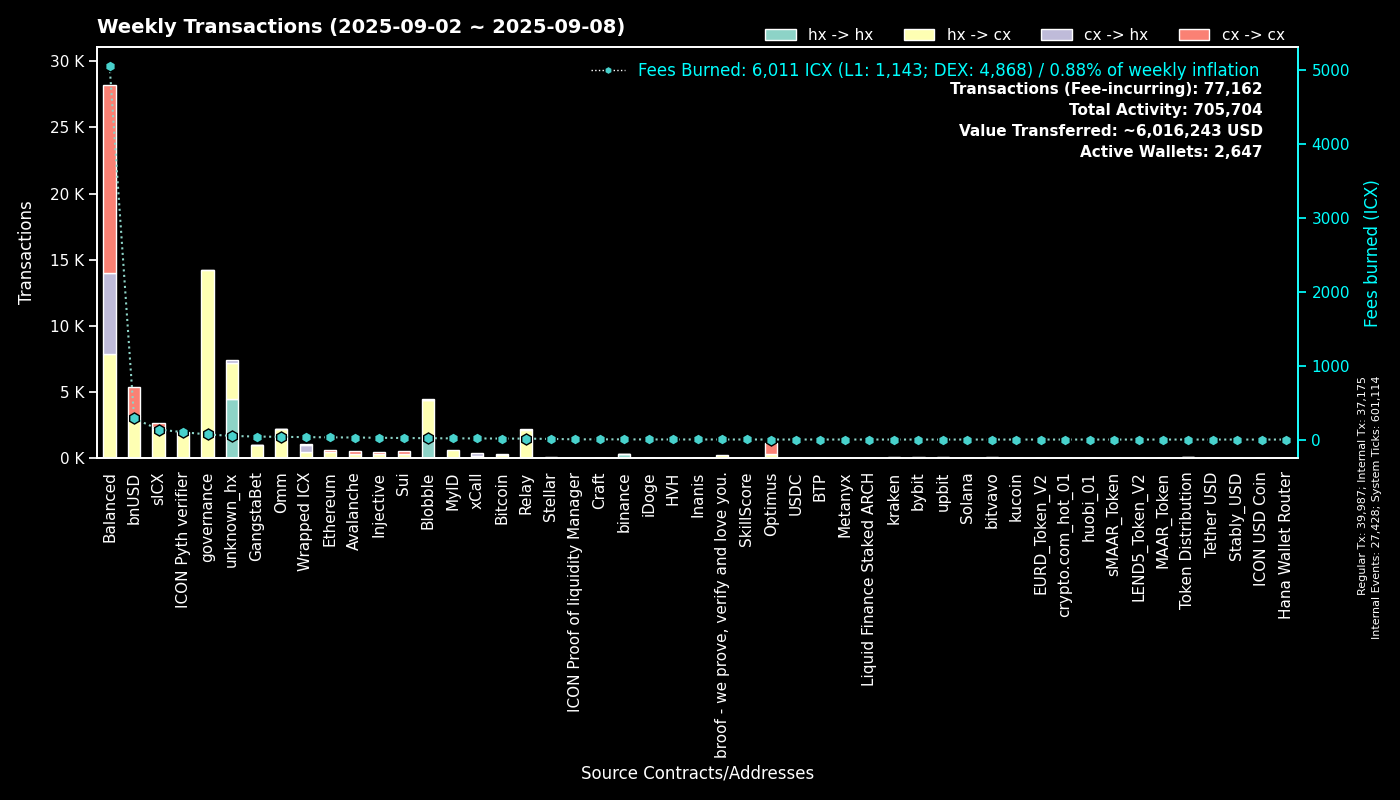 Weekly Transactions (2025-09-02 ~ 2025-09-08)
hx -> hx
hx -> cx
cx -> hx
cx -> cx
Fees Burned: 6,011 ICX (L1: 1,143; DEX: 4,868) / 0.88% of weekly inflation
Transactions (Fee-incurring): 77,162
Total Activity: 705,704
Value Transferred: ~6,016,243 USD
Active Wallets: 2,647
Transactions
30 K
25 K
20 K
15 K
10 K
5 K
0 K
5000
4000
3000
2000
1000
0
Fees burned (ICX)
Regular Tx: 39,987; Internal Tx: 37,175
Internal Events: 27,428; System Ticks: 601,114
Balanced
bnUSD
sICX
ICON Pyth verifier
governance
unknown_hx
GangstaBet
Omm
Wrapped ICX
Ethereum
Avalanche
Injective
Sui
Blobble
MyID
xCall
Bitcoin
Relay
Stellar
ICON Proof of liquidity Manager
Craft
binance
iDoge
HVH
Inanis
broof - we prove, verify and love you.
SkillScore
Optimus
USDC
BTP
Metanyx
Liquid Finance Staked ARCH
kraken
bybit
upbit
Solana
bitvavo
kucoin
EURD_Token_V2
crypto.com_hot_01
huobi_01
sMAAR_Token
LEND5_Token_V2
MAAR_Token
Token Distribution
Tether USD
Stably_USD
ICON USD Coin
Hana Wallet Router
Source Contracts/Addresses